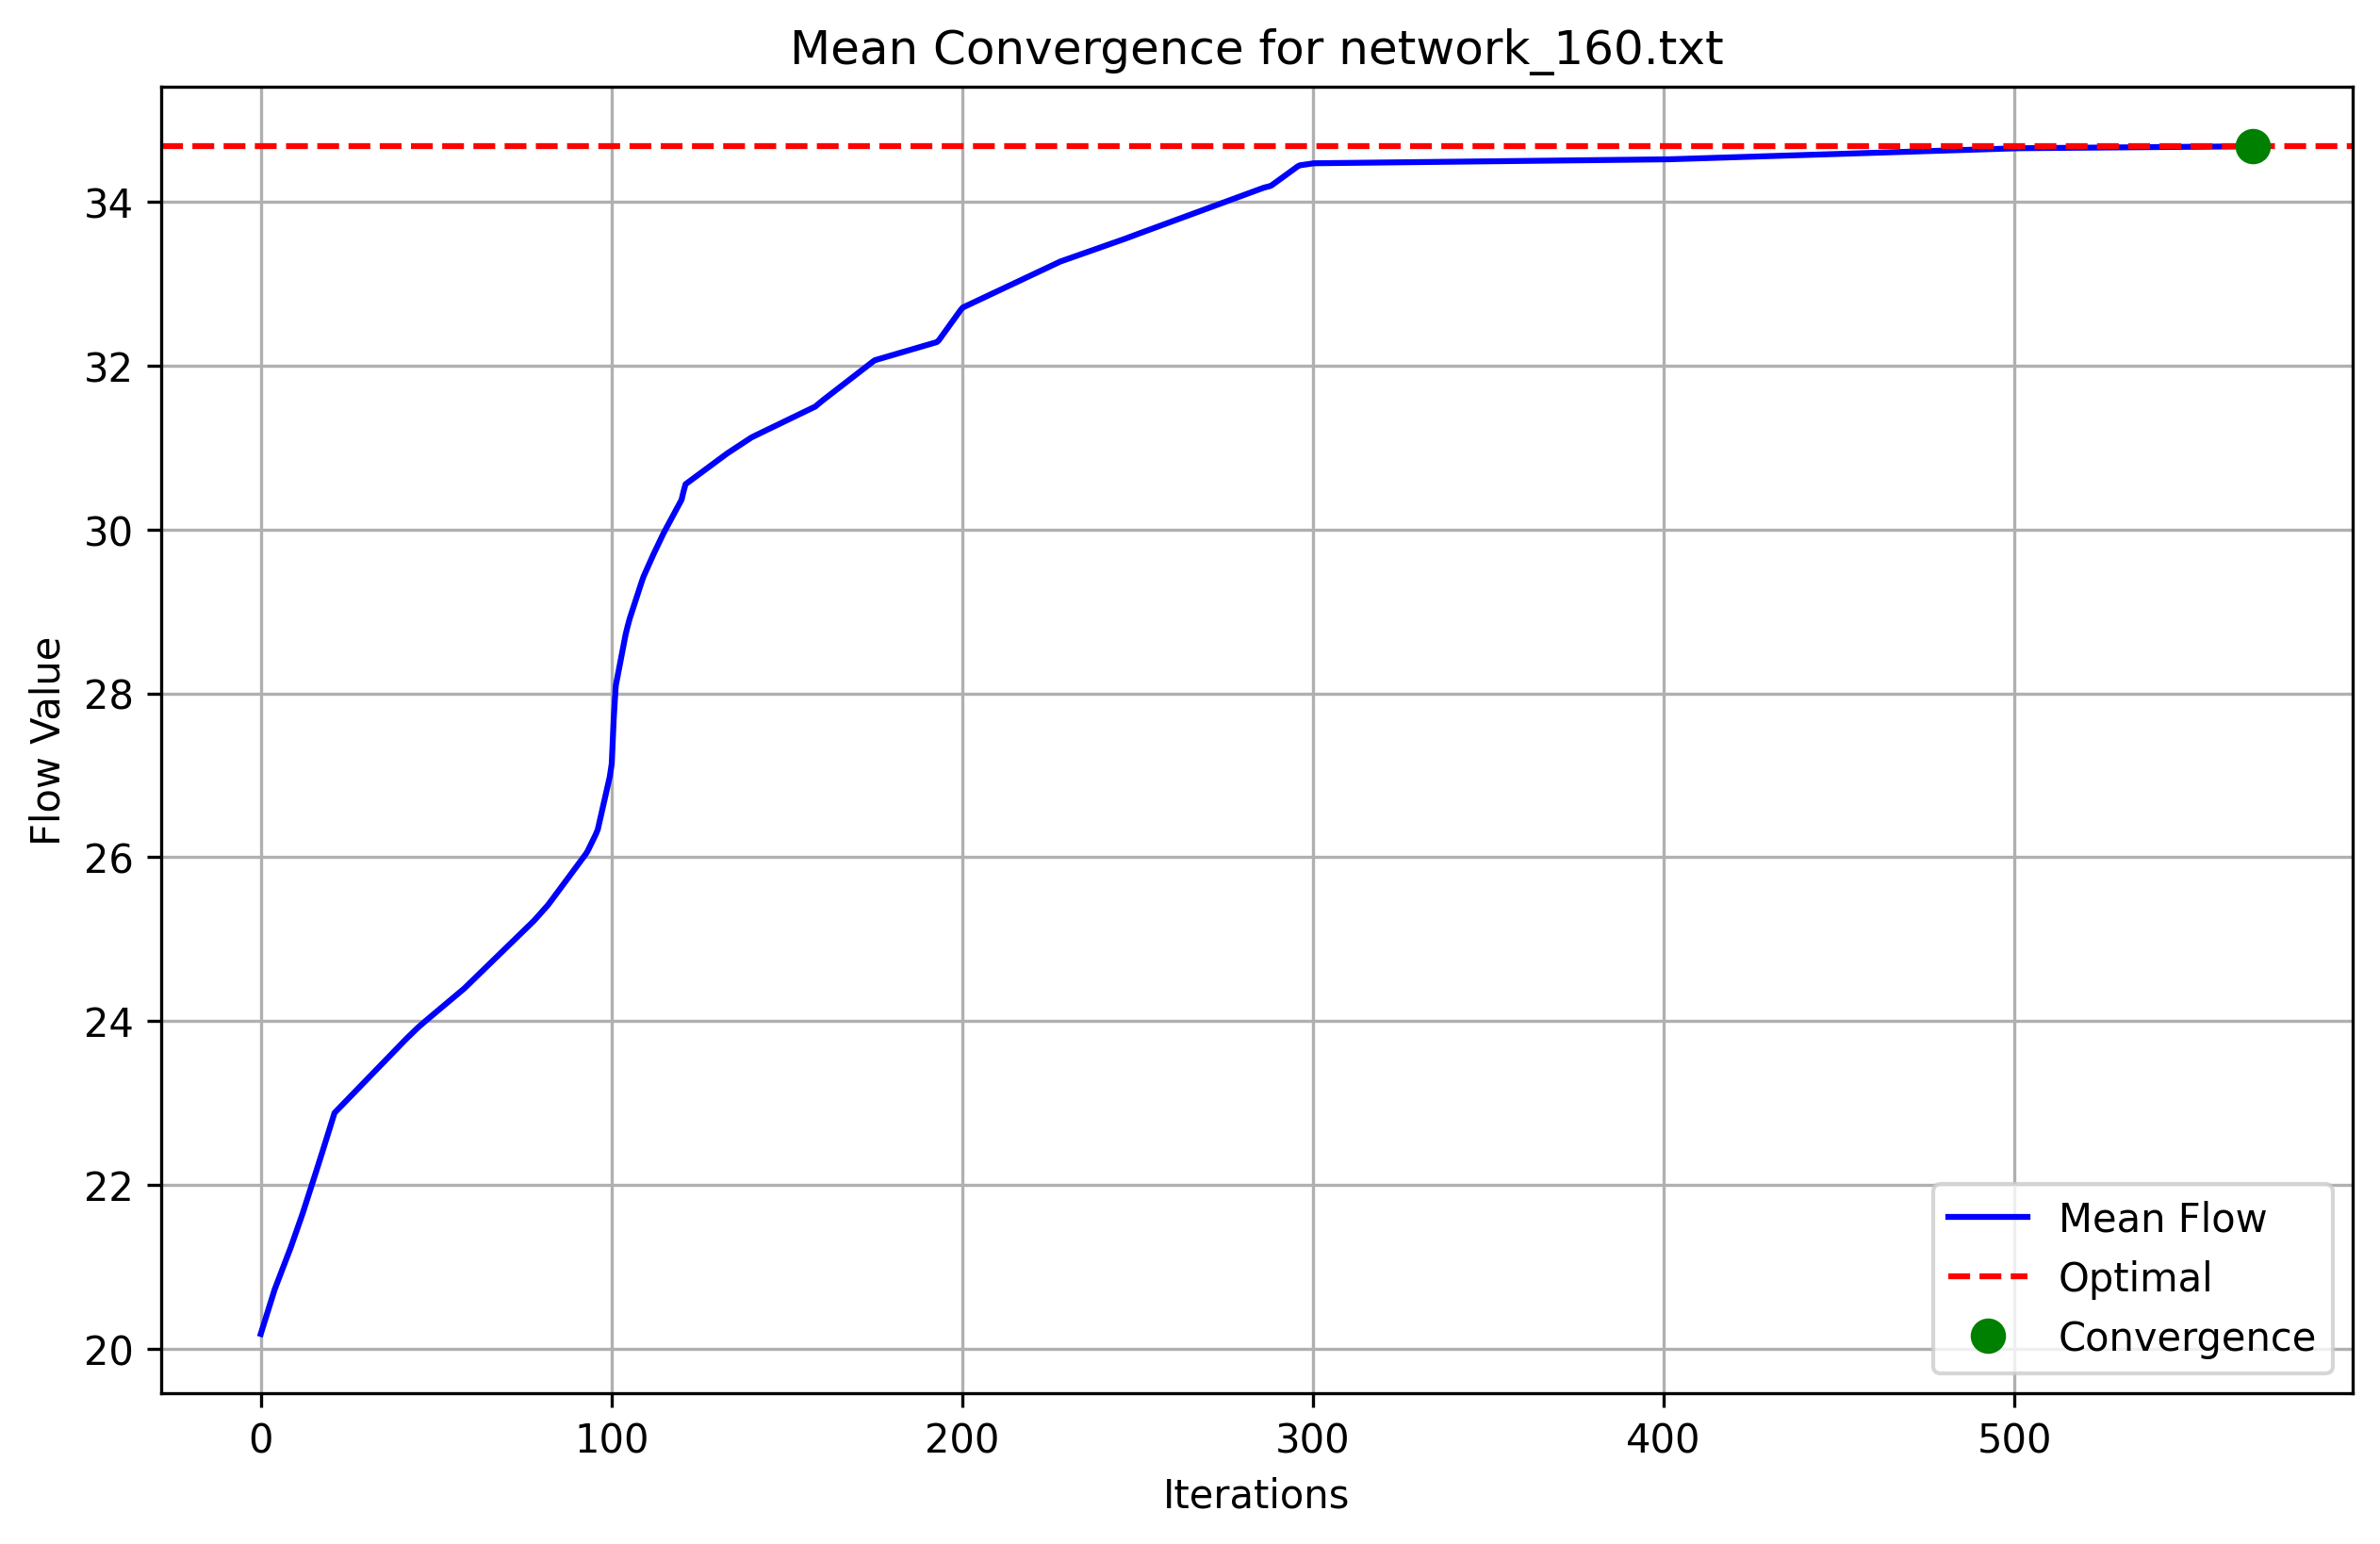 Mean Convergence for network_160.txt
Flow Value
34
32
30
28
26
24
22
20
Mean Flow
Optimal
Convergence
0 100 200 300 400 500
Iterations